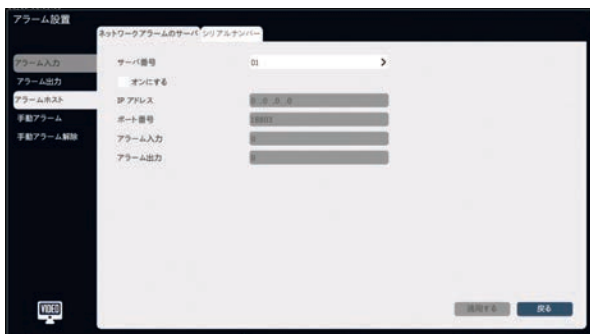 アラーム設置
ネットワークアラームのサーバ シリアルナンバー
アラーム入力
アラーム出力
アラームホスト
手動アラーム
手動アラーム解除
サーバ番号 01
オンにする
IP アドレス 0 .0 .0 .0
ポート番号
アラーム入力 0
アラーム出力 0
適用する 戻る
VIDEO